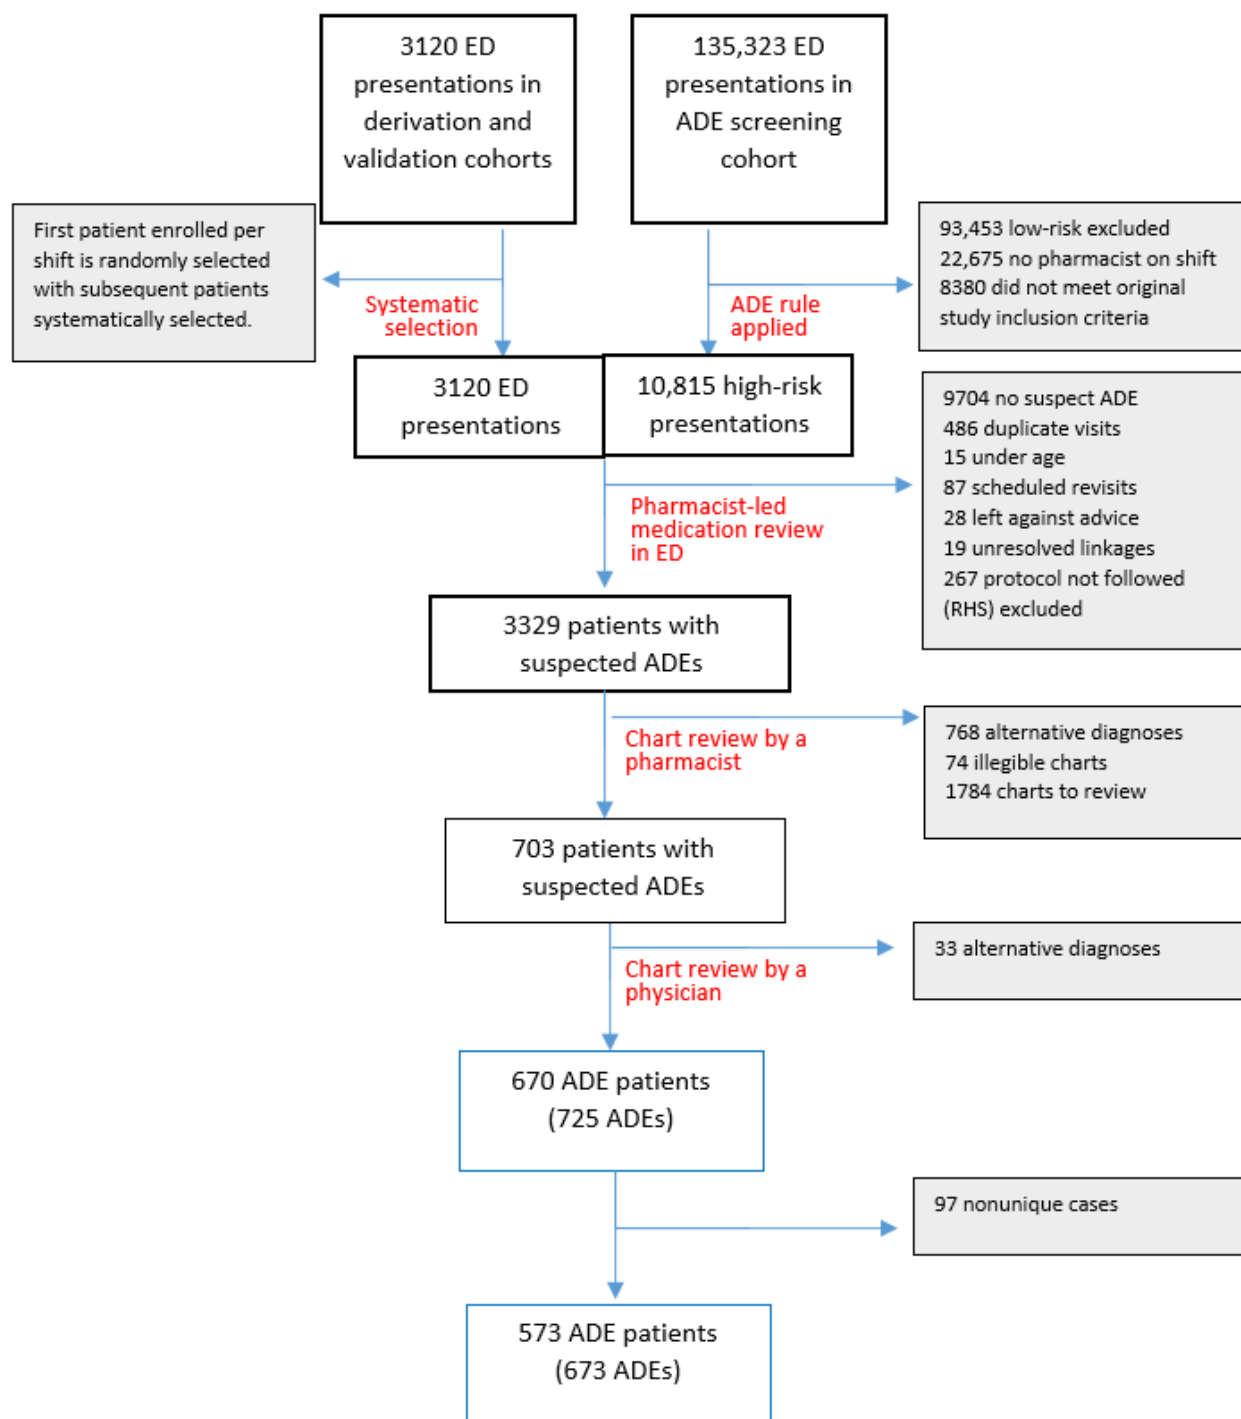 3120 ED
presentations in
derivation and
validation cohorts
135,323 ED
presentations in
ADE screening
cohort
First patient enrolled per
shift is randomly selected
with subsequent patients
systematically selected.
Systematic
selection
ADE rule
applied
93,453 low-risk excluded
22,675 no pharmacist on shift
8380 did not meet original
study inclusion criteria
3120 ED
presentations
10,815 high-risk
presentations
Pharmacist-led
medication review
in ED
9704 no suspect ADE
486 duplicate visits
15 under age
87 scheduled revisits
28 left against advice
19 unresolved linkages
267 protocol not followed
(RHS) excluded
3329 patients with
suspected ADEs
Chart review by a
pharmacist
768 alternative diagnoses
74 illegible charts
1784 charts to review
703 patients with
suspected ADEs
Chart review by a
physician
33 alternative diagnoses
670 ADE patients
(725 ADEs)
97 nonunique cases
573 ADE patients
(673 ADEs)